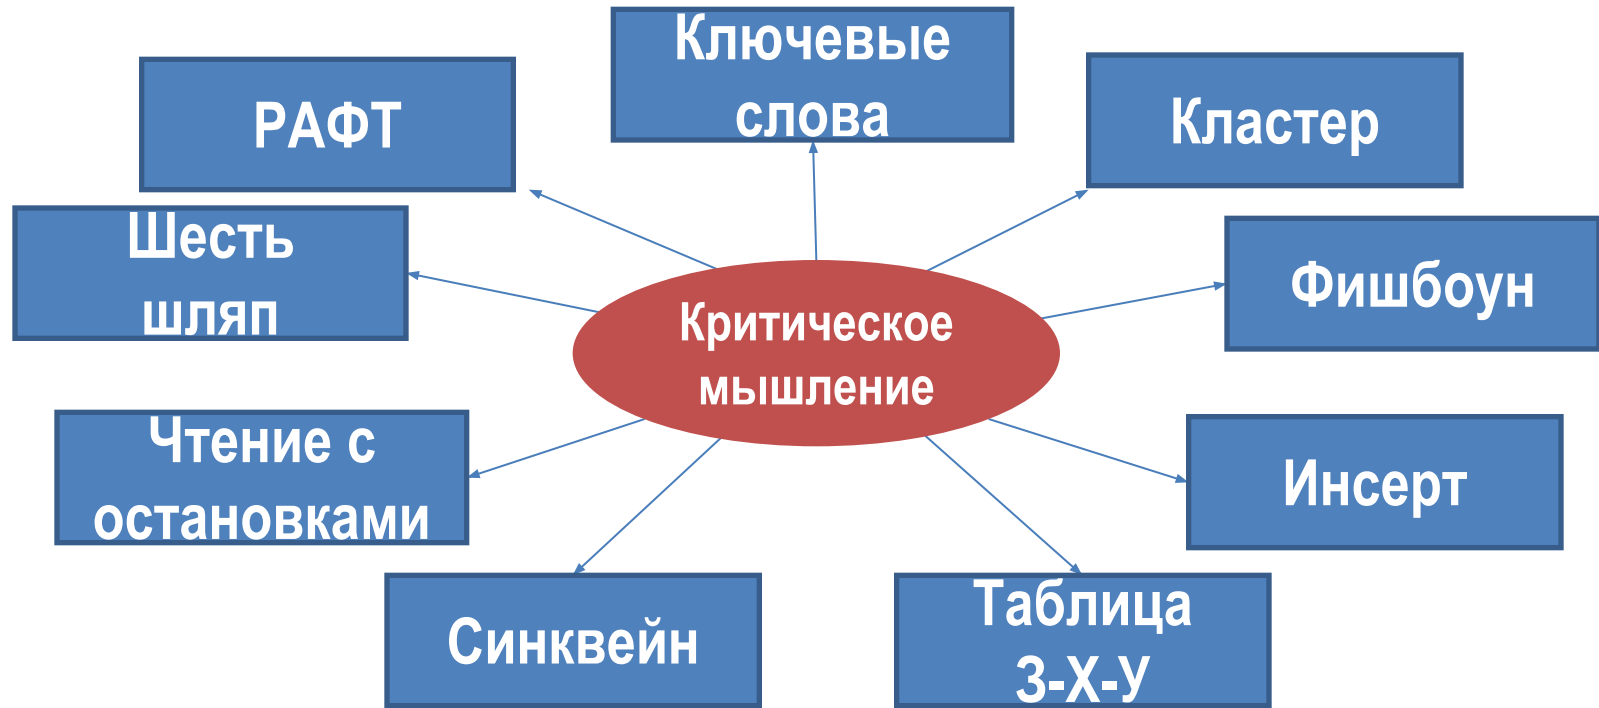 Ключевые
слова
РАФТ
Кластер
Шесть
шляп
Фишбоун
Критическое
мышление
Чтение с
остановками
Инсерт
Синквейн
Таблица
З-Х-У